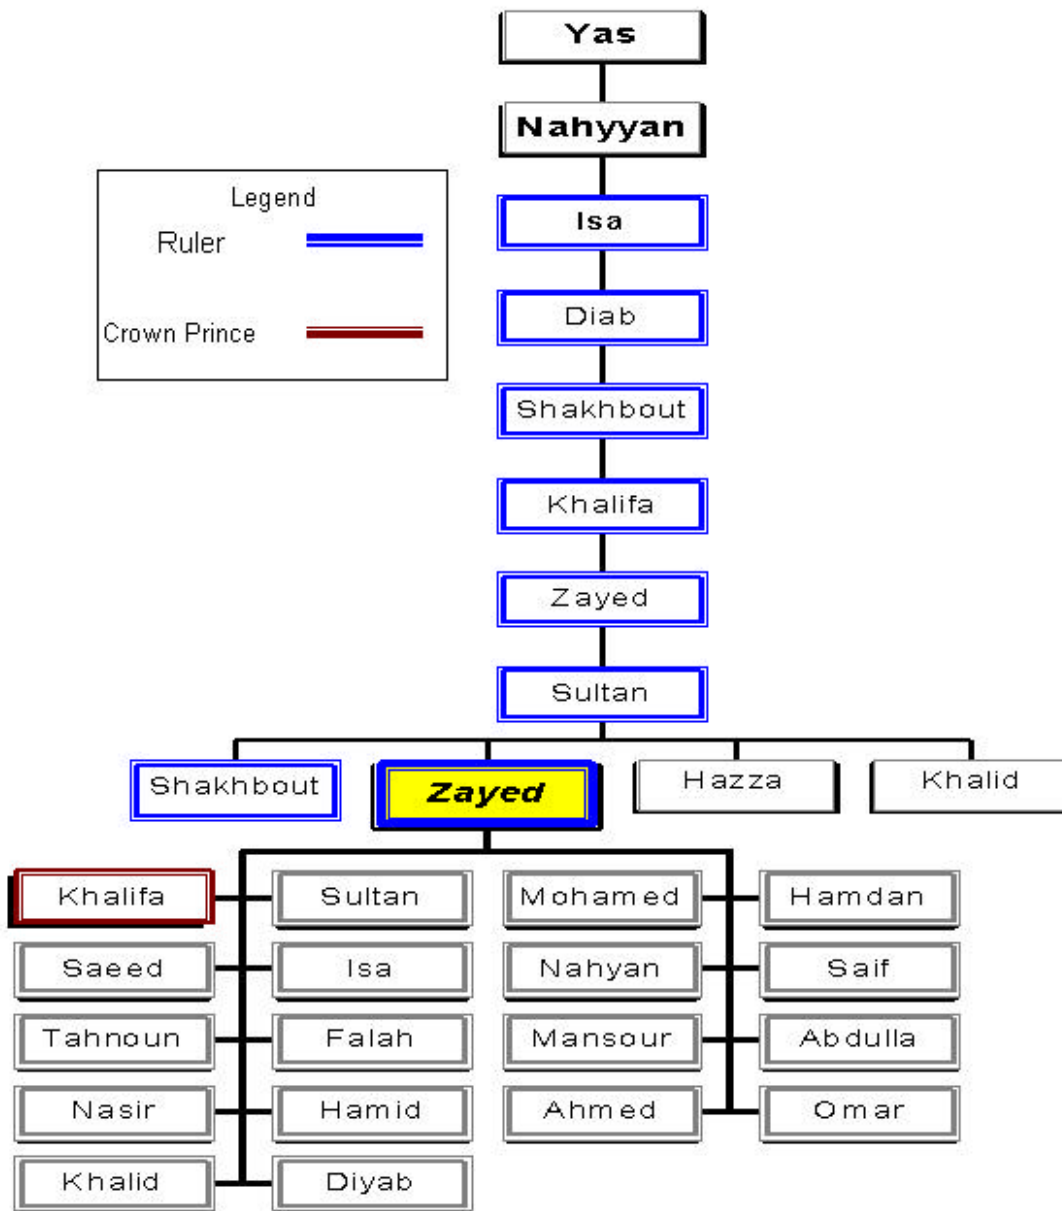 Yas
Nahyyan
Legend
Ruler
Crown Prince
Isa
Diab
Shakhbout
Khalifa
Zayed
Sultan
Shakhbout
Zayed
Hazza
Khalid
Khalifa
Sultan
Mohamed
Hamdan
Saeed
Isa
Nahyan
Saif
Tahnoun
Falah
Mansour
Abdulla
Nasir
Hamid
Ahmed
Omar
Khalid
Diyab